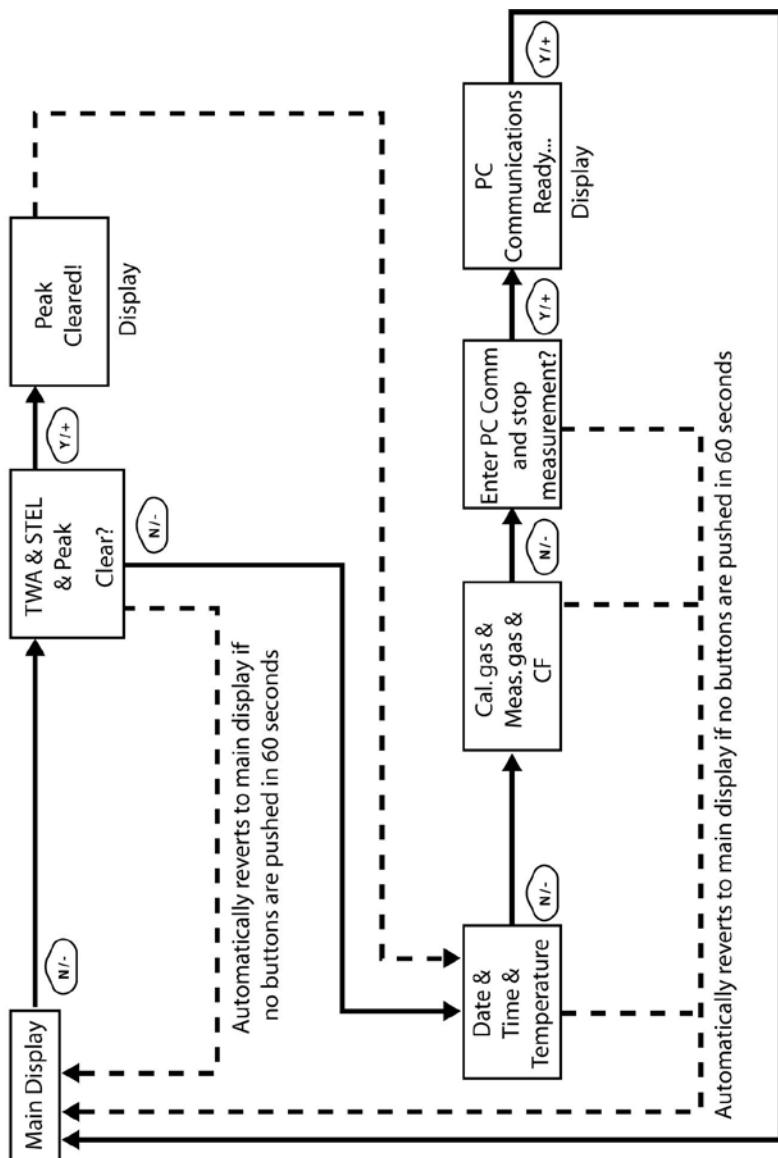 Main Display
N/-
TWA & STEL
& Peak
Clear?
Y/+
Peak
Cleared!
Display
N/-
Automatically reverts to main display if
no buttons are pushed in 60 seconds
Date &
Time &
Temperature
N/-
Cal. gas &
Meas. gas &
CF
N/-
Enter PC Comm
and stop
measurement?
Y/+
PC
Communications
Ready...
Display
Y/+
Automatically reverts to main display if no buttons are pushed in 60 seconds